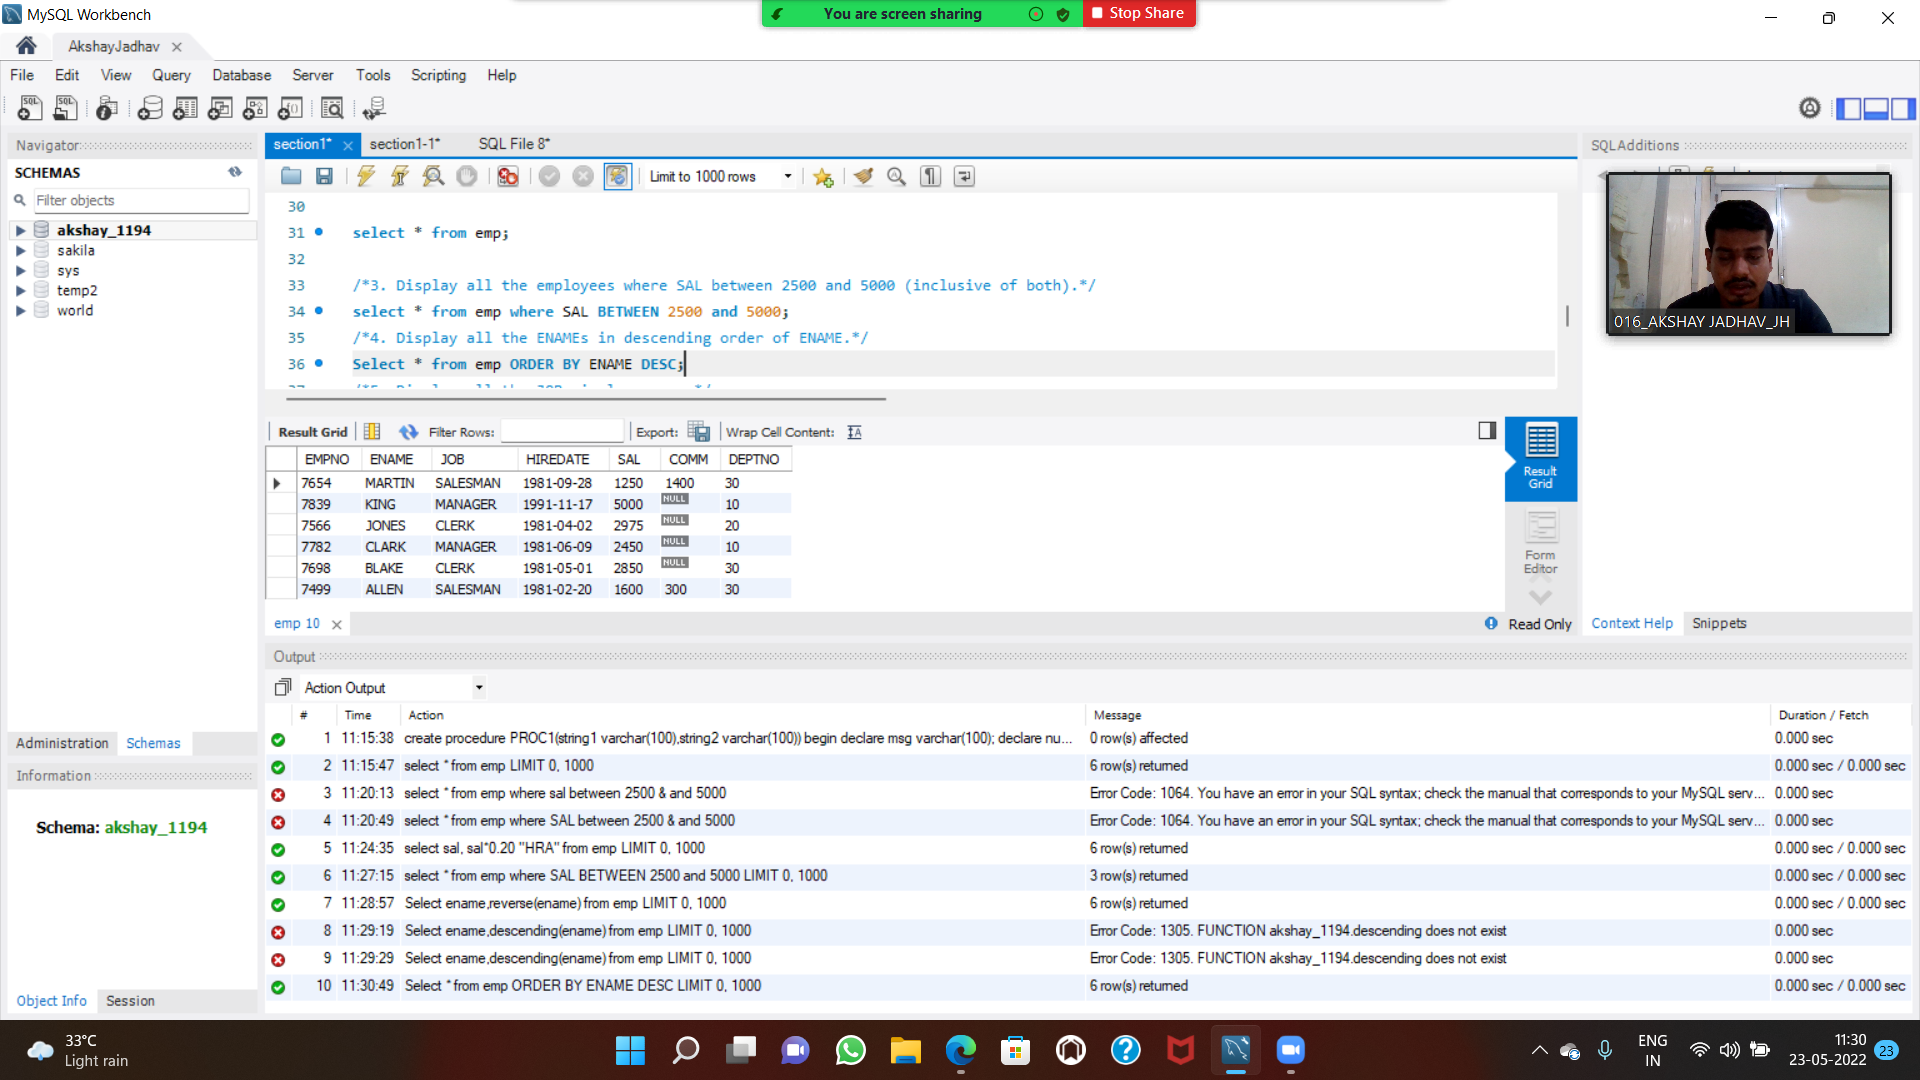 MySQL Workbench
You are screen sharing
Stop Share
AkshayJadhav
File Edit View Query Database Server Tools Scripting Help
Navigator
SCHEMAS
Filter objects
akshay_1194
sakila
sys
temp2
world
Administration Schemas
Information
Schema: akshay_1194
Object Info Session
section1* section1-1* SQL File 8*
Limit to 1000 rows
30
31 select * from emp;
32
33 /*3. Display all the employees where SAL between 2500 and 5000 (inclusive of both).*/
34 select * from emp where SAL BETWEEN 2500 and 5000;
35 /*4. Display all the ENAMEs in descending order of ENAME.*/
36 Select * from emp ORDER BY ENAME DESC;
Result Grid Filter Rows: Export: Wrap Cell Content:
EMPNO ENAME JOB HIREDATE SAL COMM DEPTNO
7654 MARTIN SALESMAN 1981-09-28 1250 1400 30
7839 KING MANAGER 1991-11-17 5000 NULL 10
7566 JONES CLERK 1981-04-02 2975 NULL 20
7782 CLARK MANAGER 1981-06-09 2450 NULL 10
7698 BLAKE CLERK 1981-05-01 2850 NULL 30
7499 ALLEN SALESMAN 1981-02-20 1600 300 30
Result
Grid
Form
Editor
emp 10
Read Only
SQLAdditions
016_AKSHAY JADHAV_JH
Context Help Snippets
Output
Action Output
# Time Action Message Duration / Fetch
1 11:15:38 create procedure PROC1(string1 varchar(100),string2 varchar(100)) begin declare msg varchar(100); declare nu... 0 row(s) affected 0.000 sec
2 11:15:47 select * from emp LIMIT 0, 1000 6 row(s) returned 0.000 sec / 0.000 sec
3 11:20:13 select * from emp where sal between 2500 & and 5000 Error Code: 1064. You have an error in your SQL syntax; check the manual that corresponds to your MySQL serv... 0.000 sec
4 11:20:49 select * from emp where SAL between 2500 & and 5000 Error Code: 1064. You have an error in your SQL syntax; check the manual that corresponds to your MySQL serv... 0.000 sec
5 11:24:35 select sal, sal*0.20 "HRA" from emp LIMIT 0, 1000 6 row(s) returned 0.000 sec / 0.000 sec
6 11:27:15 select * from emp where SAL BETWEEN 2500 and 5000 LIMIT 0, 1000 3 row(s) returned 0.000 sec / 0.000 sec
7 11:28:57 Select ename,reverse(ename) from emp LIMIT 0, 1000 6 row(s) returned 0.000 sec / 0.000 sec
8 11:29:19 Select ename,descending(ename) from emp LIMIT 0, 1000 Error Code: 1305. FUNCTION akshay_1194.descending does not exist 0.000 sec
9 11:29:29 Select ename,descending(ename) from emp LIMIT 0, 1000 Error Code: 1305. FUNCTION akshay_1194.descending does not exist 0.000 sec
10 11:30:49 Select * from emp ORDER BY ENAME DESC LIMIT 0, 1000 6 row(s) returned 0.000 sec / 0.000 sec
33°C
Light rain
ENG
IN
11:30
23-05-2022
23